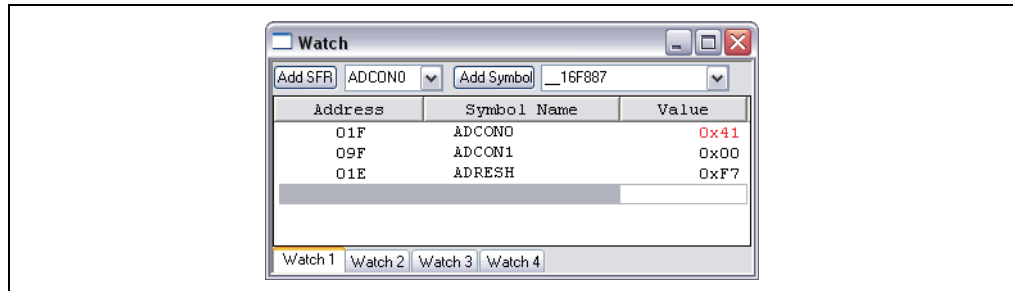 Watch
Add SFR ADCON0 Add Symbol __16F887
Address Symbol Name Value
01F ADCON0 0x41
09F ADCON1 0x00
01E ADRESH 0xF7
Watch 1 Watch 2 Watch 3 Watch 4